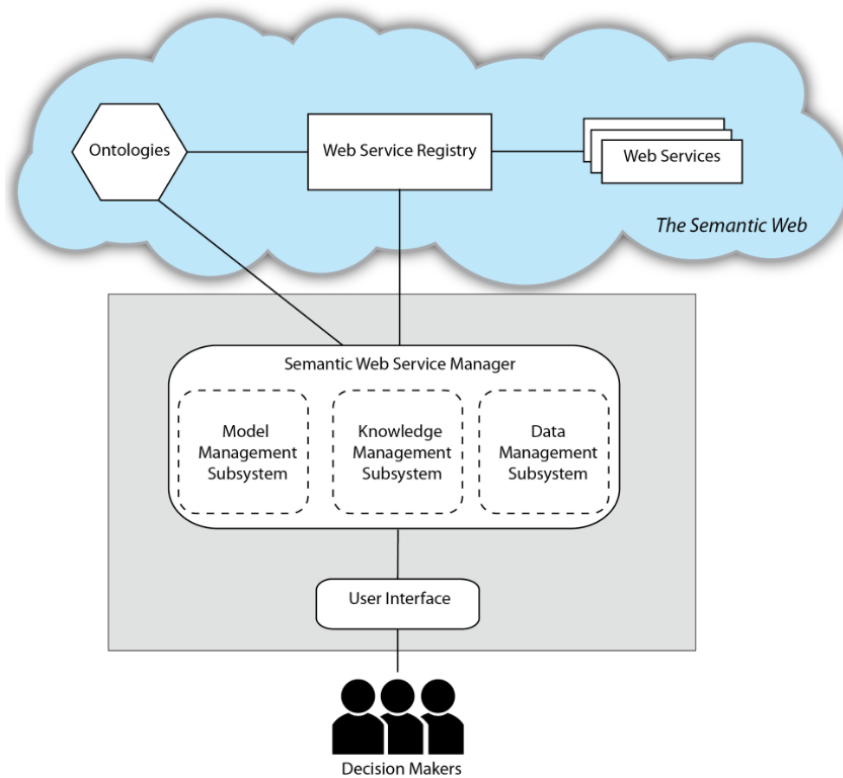 Ontologies
Web Service Registry
Web Services
The Semantic Web
Semantic Web Service Manager
Model
Management
Subsystem
Knowledge
Management
Subsystem
Data
Management
Subsystem
User Interface
Decision Makers